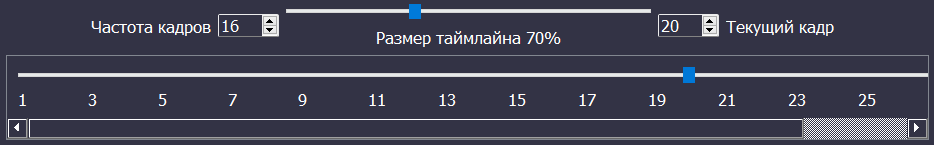 Частота кадров 16
Размер таймлайна 70%
20 Текущий кадр
1 3 5 7 9 11 13 15 17 19 21 23 25